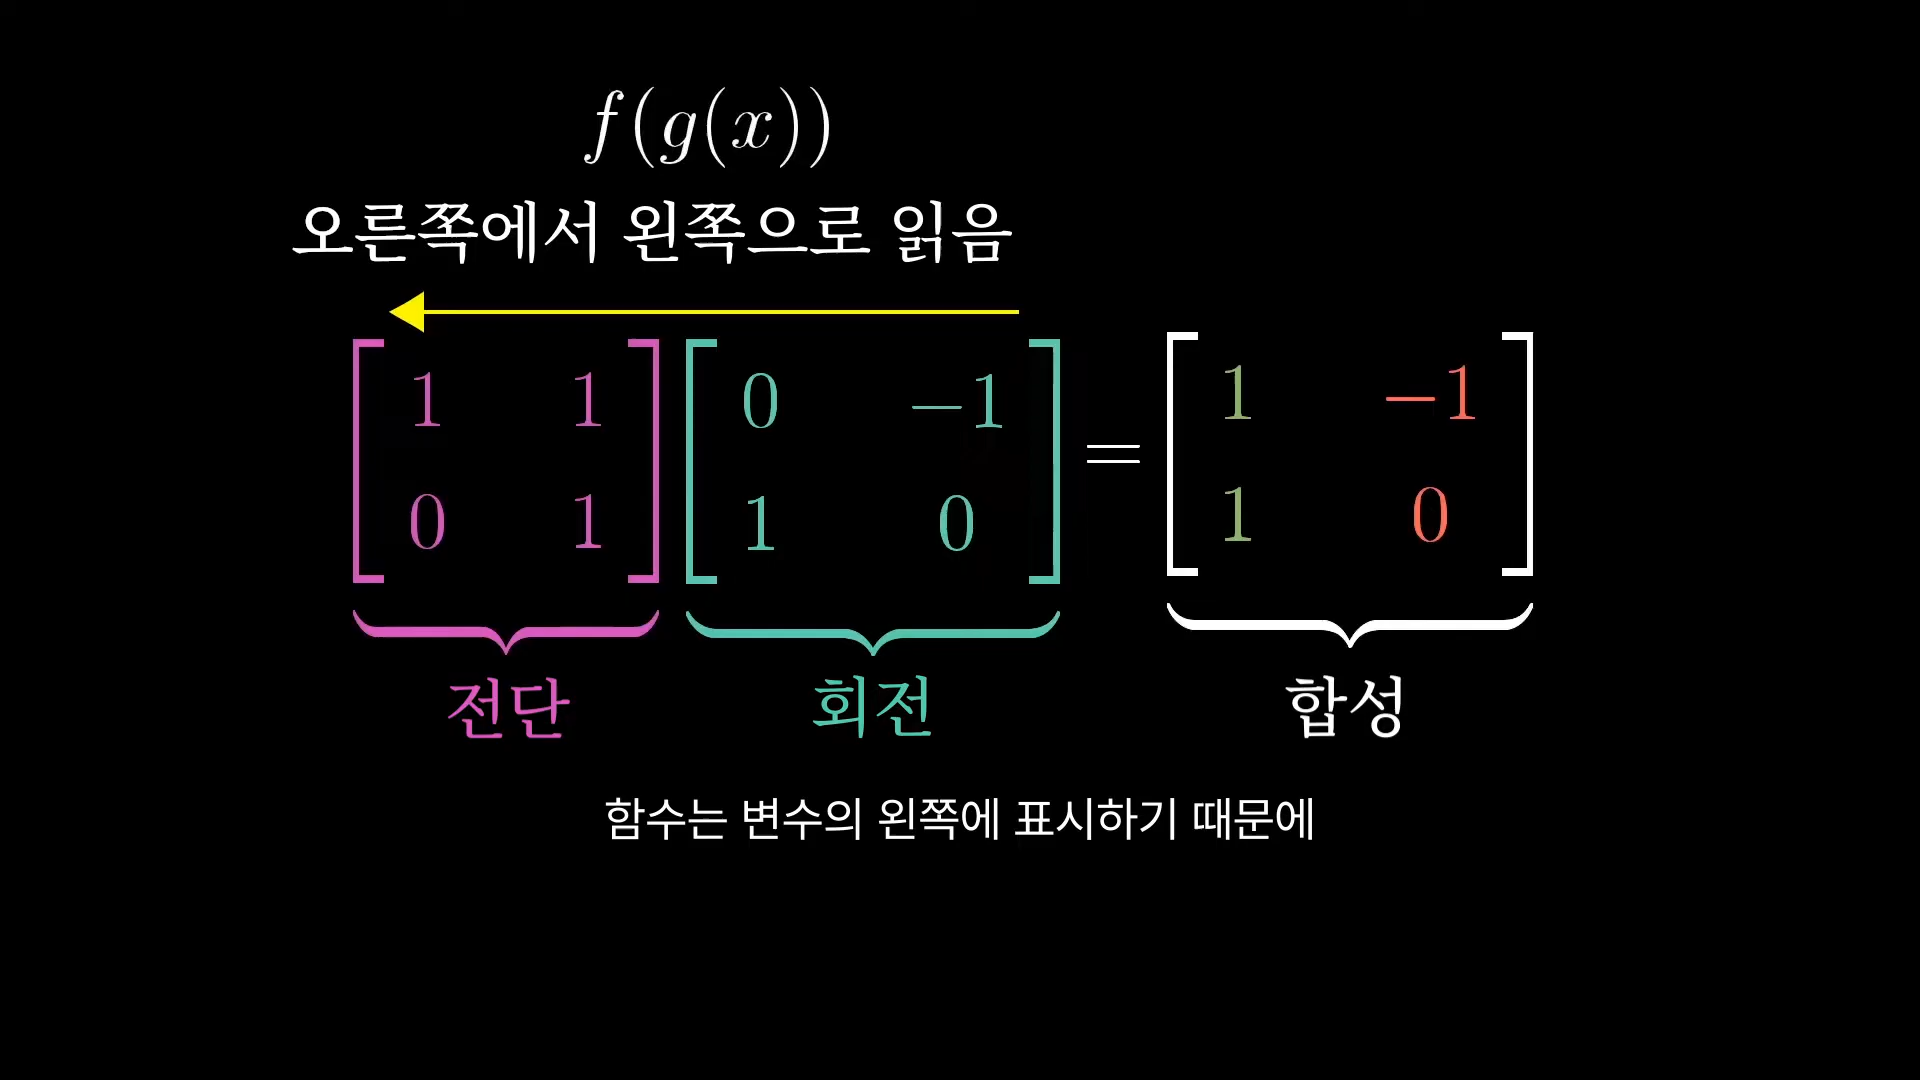 f(g(x))
오른쪽에서 왼쪽으로 읽음
[1 1] [0 -1] = [1 -1]
[0 1] [1 0] [1 0]
전단 회전 합성
함수는 변수의 왼쪽에 표시하기 때문에